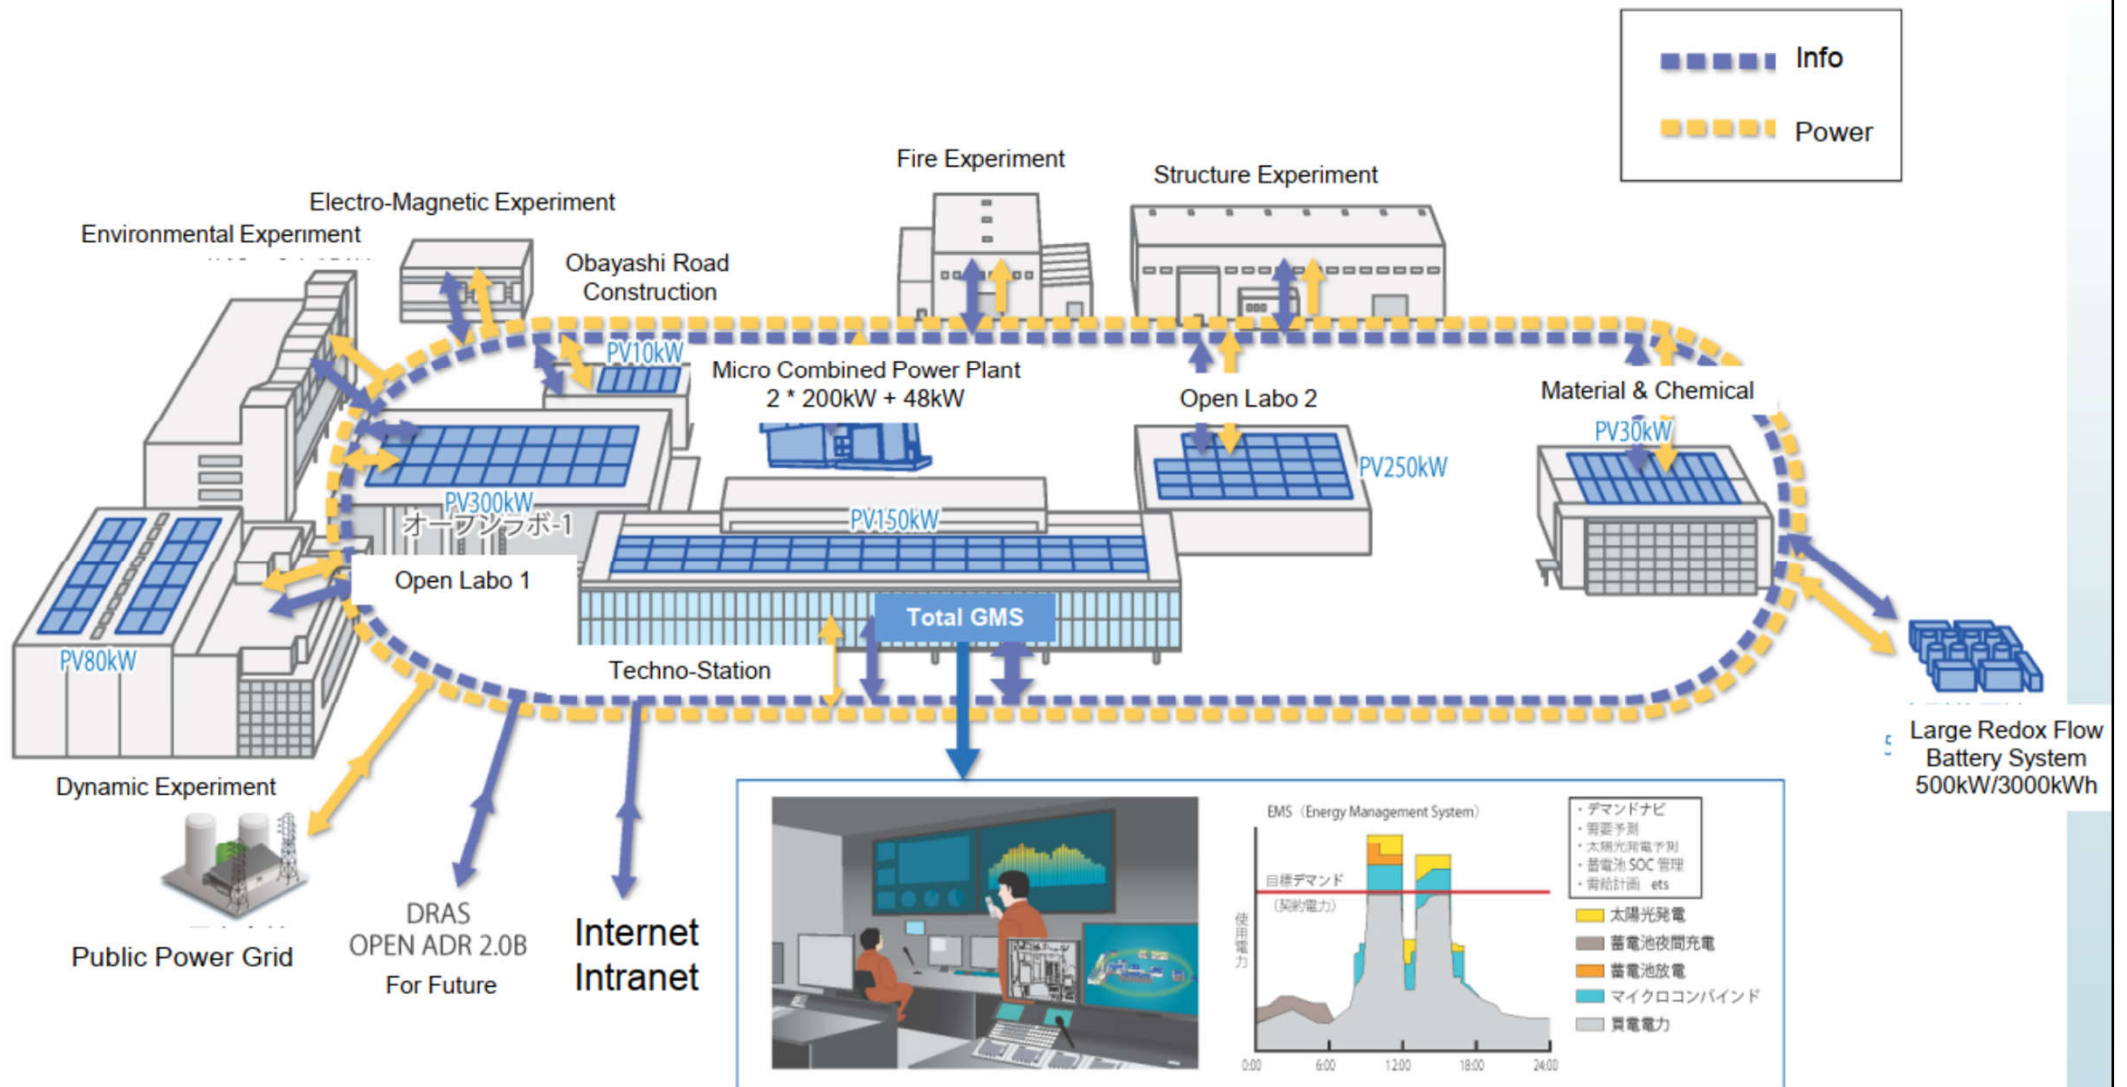 Info
Power
Fire Experiment
Structure Experiment
Electro-Magnetic Experiment
Environmental Experiment
Obayashi Road
Construction
PV10kW
Micro Combined Power Plant
2 * 200kW + 48kW
Open Labo 2
Material & Chemical
PV30kW
PV250kW
PV300kW
オープンラボ-1
PV150kW
Open Labo 1
Total GMS
PV80kW
Techno-Station
Large Redox Flow
Battery System
500kW/3000kWh
Dynamic Experiment
Public Power Grid
DRAS
OPEN ADR 2.0B
For Future
Internet
Intranet
EMS（Energy Management System）
・デマンドナビ
・需要予測
・太陽光発電予測
・蓄電池 SOC 管理
・需給計画 ets
目標デマンド
(契約電力)
使用電力
太陽光発電
蓄電池夜間充電
蓄電池放電
マイクロコンバインド
買電電力
0:00 6:00 12:00 18:00 24:00